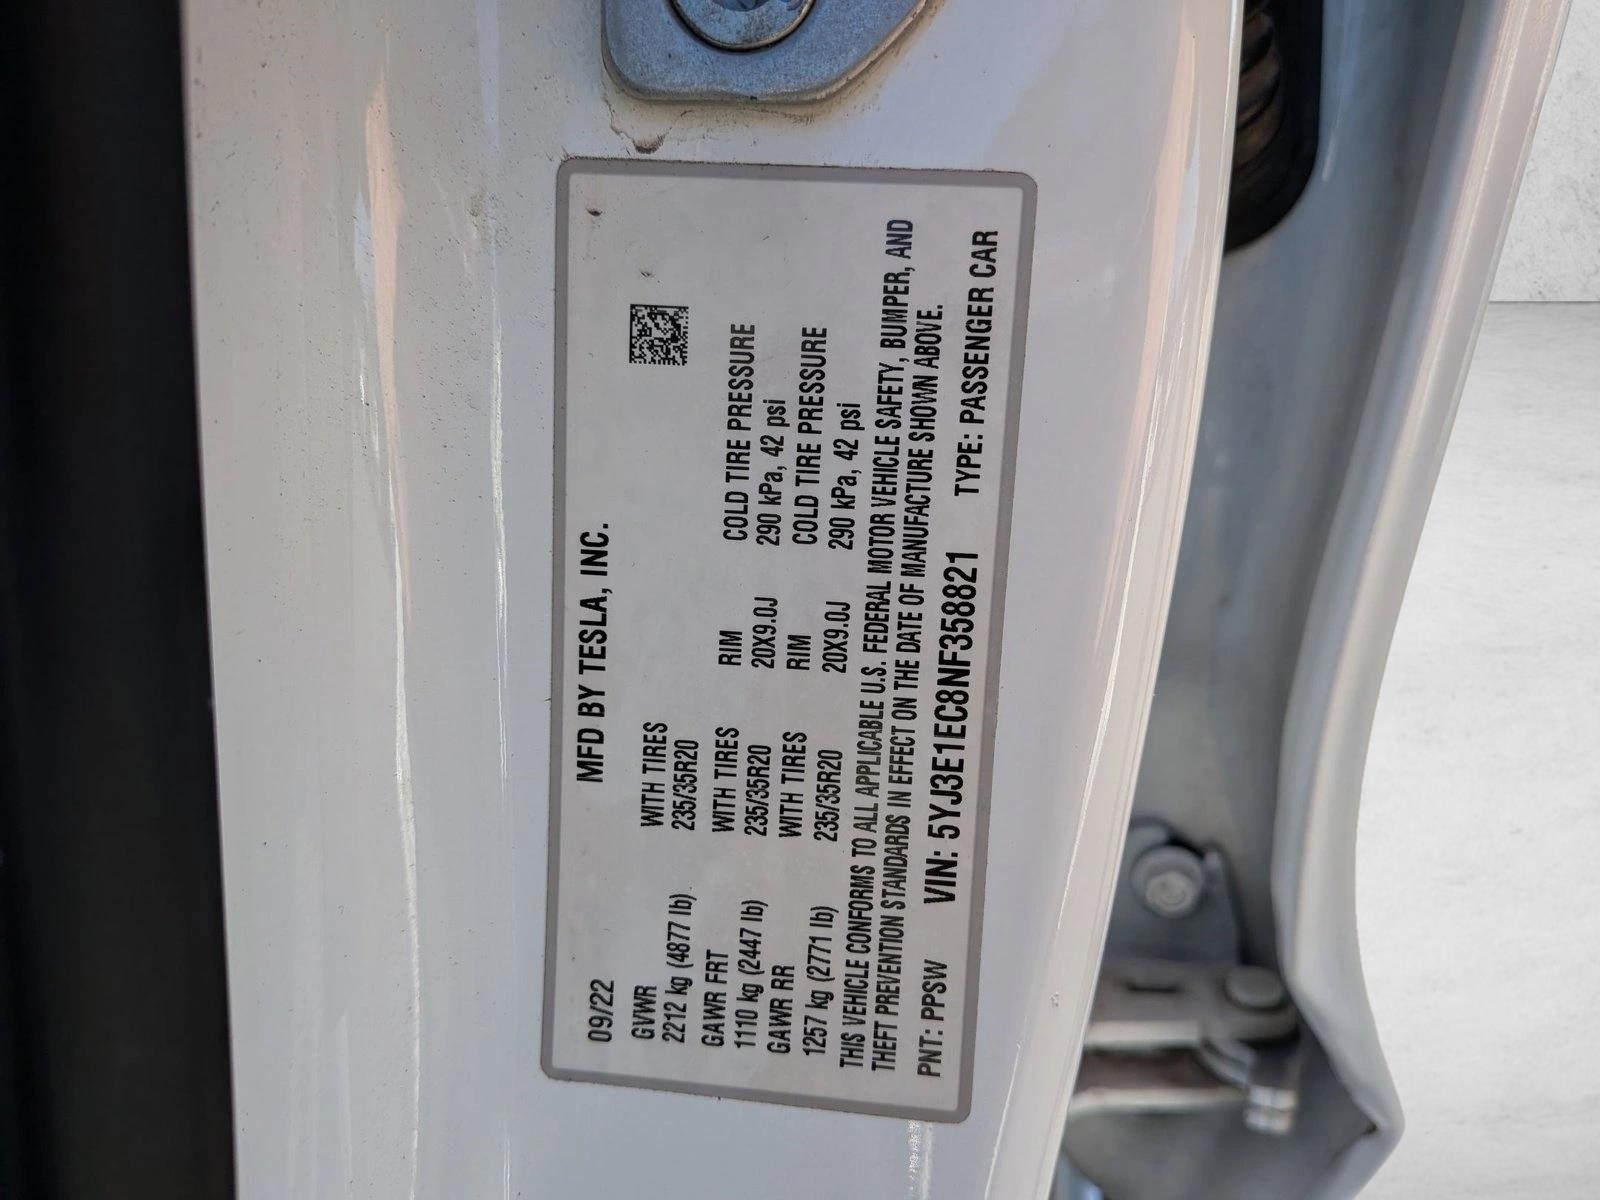 09/22 MFD BY TESLA, INC.
GVWR WITH TIRES
2212 kg (4877 lb) 235/35R20
GAWR FRT WITH TIRES RIM COLD TIRE PRESSURE
1110 kg (2447 lb) 235/35R20 20X9.0J 290 kPa, 42 psi
GAWR RR WITH TIRES RIM COLD TIRE PRESSURE
1257 kg (2771 lb) 235/35R20 20X9.0J 290 kPa, 42 psi
THIS VEHICLE CONFORMS TO ALL APPLICABLE U.S. FEDERAL MOTOR VEHICLE SAFETY, BUMPER, AND
THEFT PREVENTION STANDARDS IN EFFECT ON THE DATE OF MANUFACTURE SHOWN ABOVE.
PNT: PPSW VIN: 5YJ3E1EC8NF358821 TYPE: PASSENGER CAR